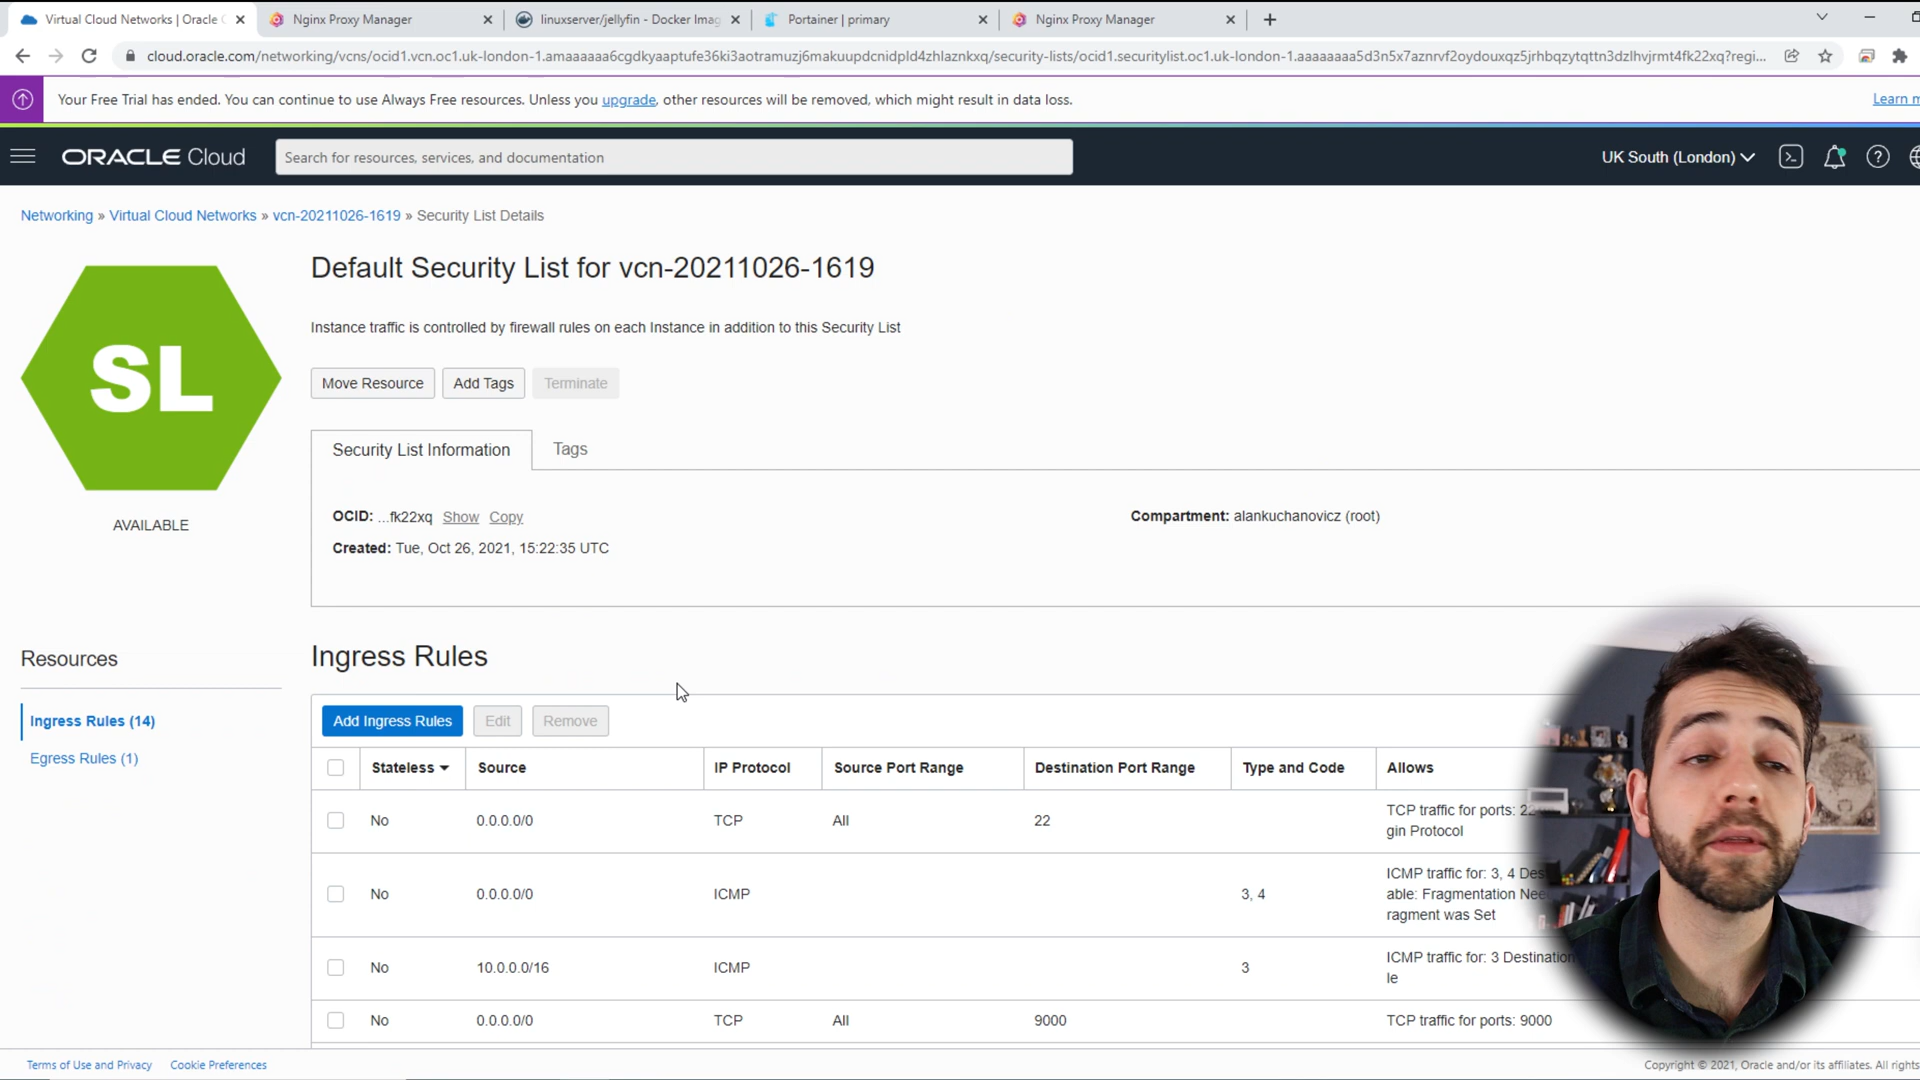 Virtual Cloud Networks | Oracle C
Nginx Proxy Manager
linuxserver/jellyfin - Docker Imag
Portainer | primary
Nginx Proxy Manager
cloud.oracle.com/networking/vcns/ocid1.vcn.oc1.uk-london-1.amaaaaaa6cgdkyaaptufe36ki3aotramuzj6makuupdcnidpld4zhlaznkxq/security-lists/ocid1.securitylist.oc1.uk-london-1.aaaaaaaa5d3n5x7aznrvf2oydouxqz5jrhbqzytqttn3dzlhvjrmt4fk22xq?regi...
Your Free Trial has ended. You can continue to use Always Free resources. Unless you upgrade, other resources will be removed, which might result in data loss.
Learn m
ORACLE Cloud
Search for resources, services, and documentation
UK South (London)
Networking » Virtual Cloud Networks » vcn-20211026-1619 » Security List Details
SL
AVAILABLE
Default Security List for vcn-20211026-1619
Instance traffic is controlled by firewall rules on each Instance in addition to this Security List
Move Resource
Add Tags
Terminate
Security List Information
Tags
OCID: ...fk22xq Show Copy
Compartment: alankuchanovicz (root)
Created: Tue, Oct 26, 2021, 15:22:35 UTC
Resources
Ingress Rules (14)
Egress Rules (1)
Ingress Rules
Add Ingress Rules
Edit
Remove
Stateless Source IP Protocol Source Port Range Destination Port Range Type and Code Allows
No 0.0.0.0/0 TCP All 22 TCP traffic for ports: 22
gin Protocol
No 0.0.0.0/0 ICMP 3, 4 ICMP traffic for: 3, 4 Des
able: Fragmentation Nee
ragment was Set
No 10.0.0.0/16 ICMP 3 ICMP traffic for: 3 Destination
le
No 0.0.0.0/0 TCP All 9000 TCP traffic for ports: 9000
Terms of Use and Privacy
Cookie Preferences
Copyright © 2021, Oracle and/or its affiliates. All rights